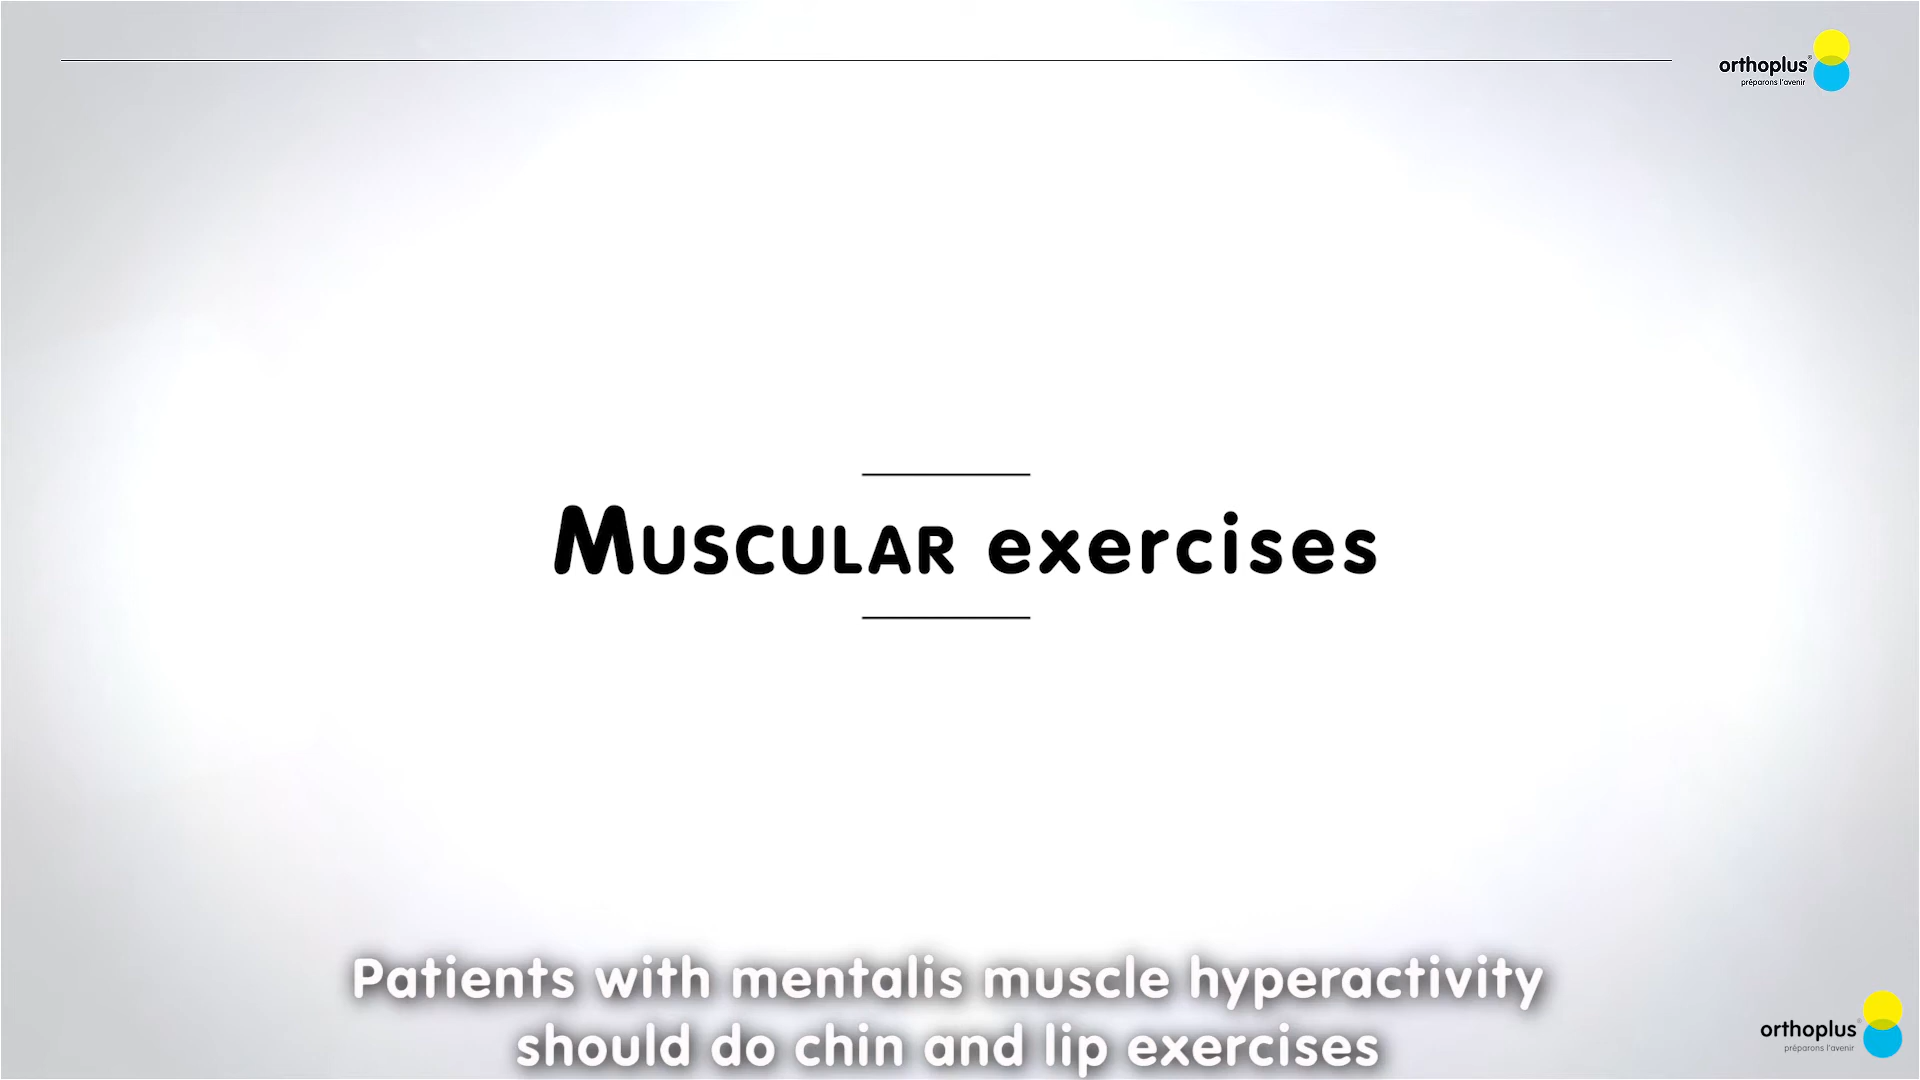 orthoplus®
préparons l'avenir
MUSCULAR exercises
Patients with mentalis muscle hyperactivity
should do chin and lip exercises
orthoplus®
préparons l'avenir